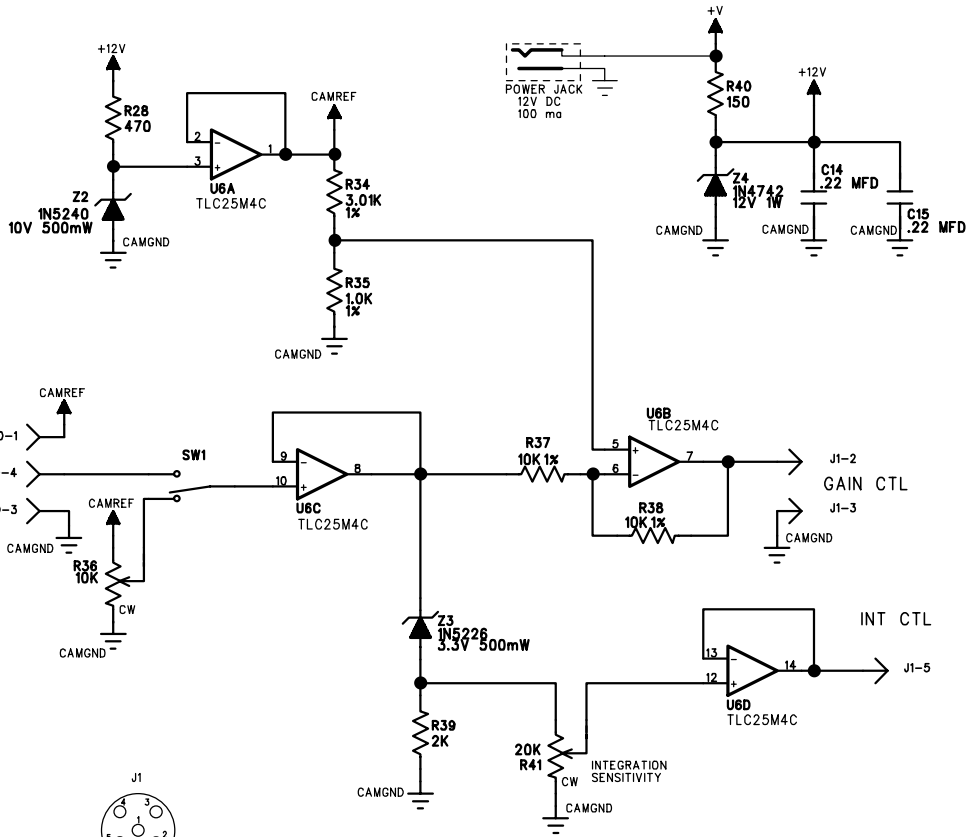 +12V
R28
470
Z2
1N5240
10V 500mW
CAMGND
2
3
1
-
+
U6A
TLC25M4C
CAMREF
R34
3.01K
1%
R35
1.0K
1%
CAMGND
POWER JACK
12V DC
100 ma
+V
R40
150
+12V
Z4
1N4742
12V 1W
CAMGND
C14
.22 MFD
CAMGND
C15
.22 MFD
CAMGND
CAMREF
-1
-4
-3
CAMGND
SW1
CAMREF
R36
10K
CW
CAMGND
9
10
8
-
+
U6C
TLC25M4C
R37
10K 1%
U6B
TLC25M4C
5
6
7
+
-
R38
10K 1%
J1-2
GAIN CTL
J1-3
CAMGND
Z3
1N5226
3.3V 500mW
R39
2K
CAMGND
20K
R41
CW
INTEGRATION
SENSITIVITY
CAMGND
13
12
14
-
+
U6D
TLC25M4C
INT CTL
J1-5
J1
4
3
1
5
2